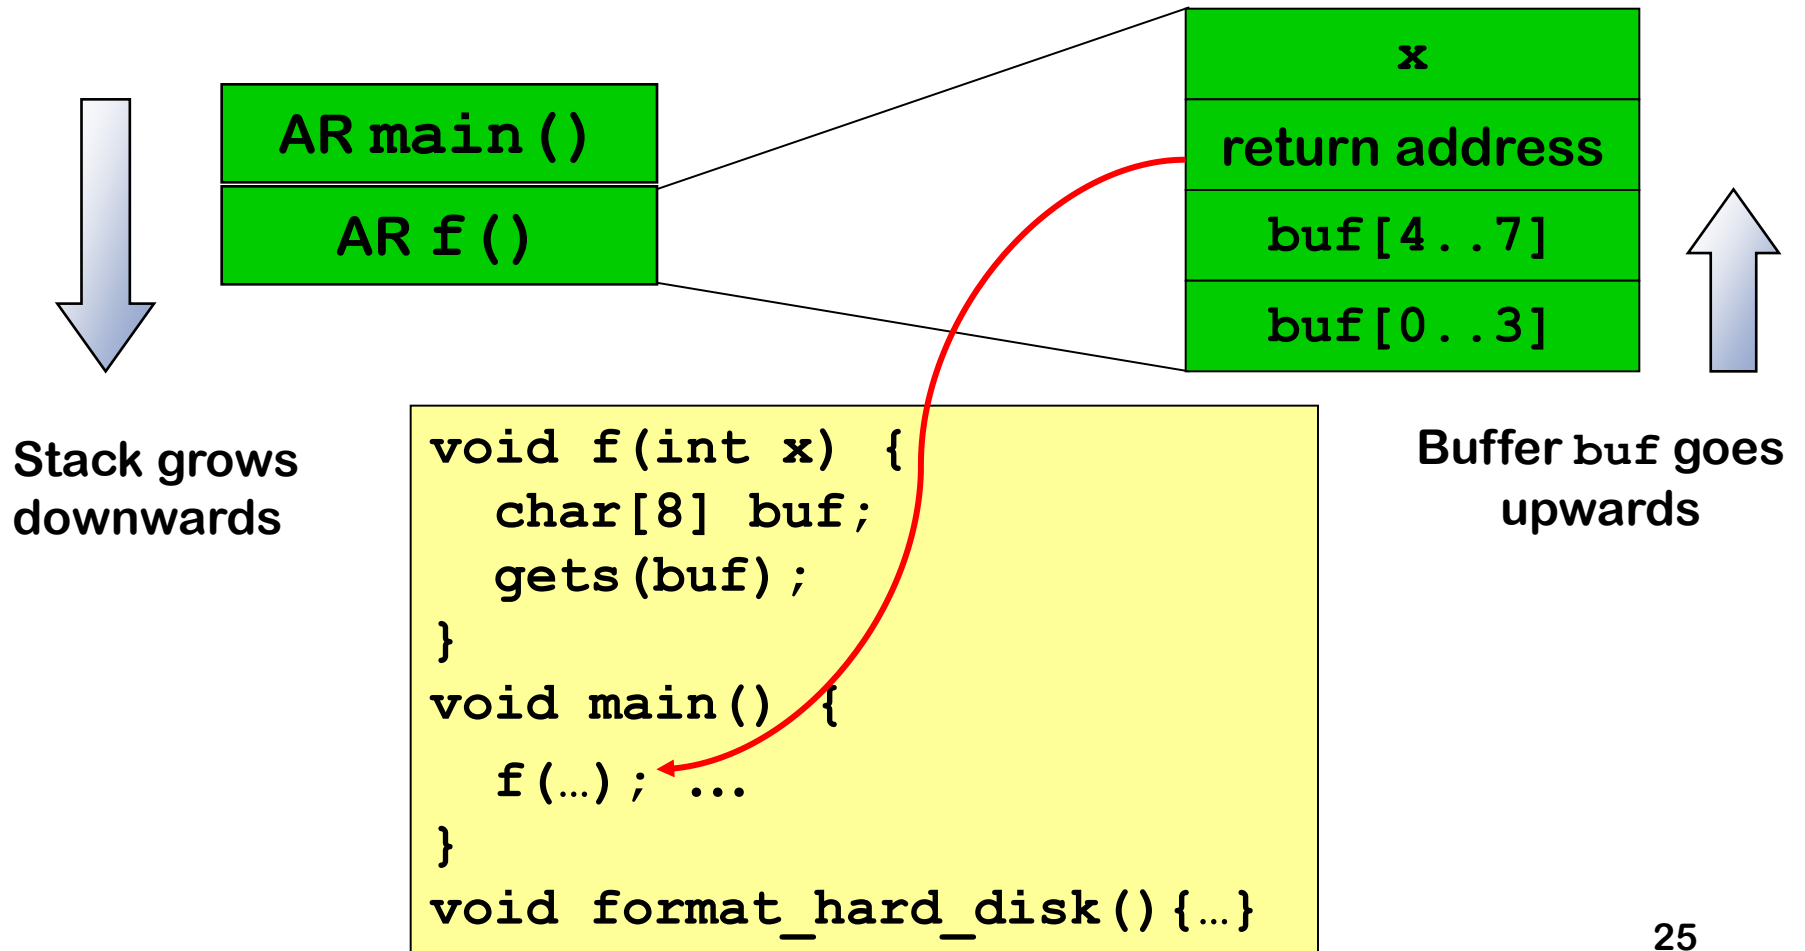 AR main()
AR f()
x
return address
buf[4..7]
buf[0..3]
Stack grows
downwards
void f(int x) {
char[8] buf;
gets(buf);
}
void main() {
f(…); ...
}
void format_hard_disk(){…}
Buffer buf goes
upwards
25